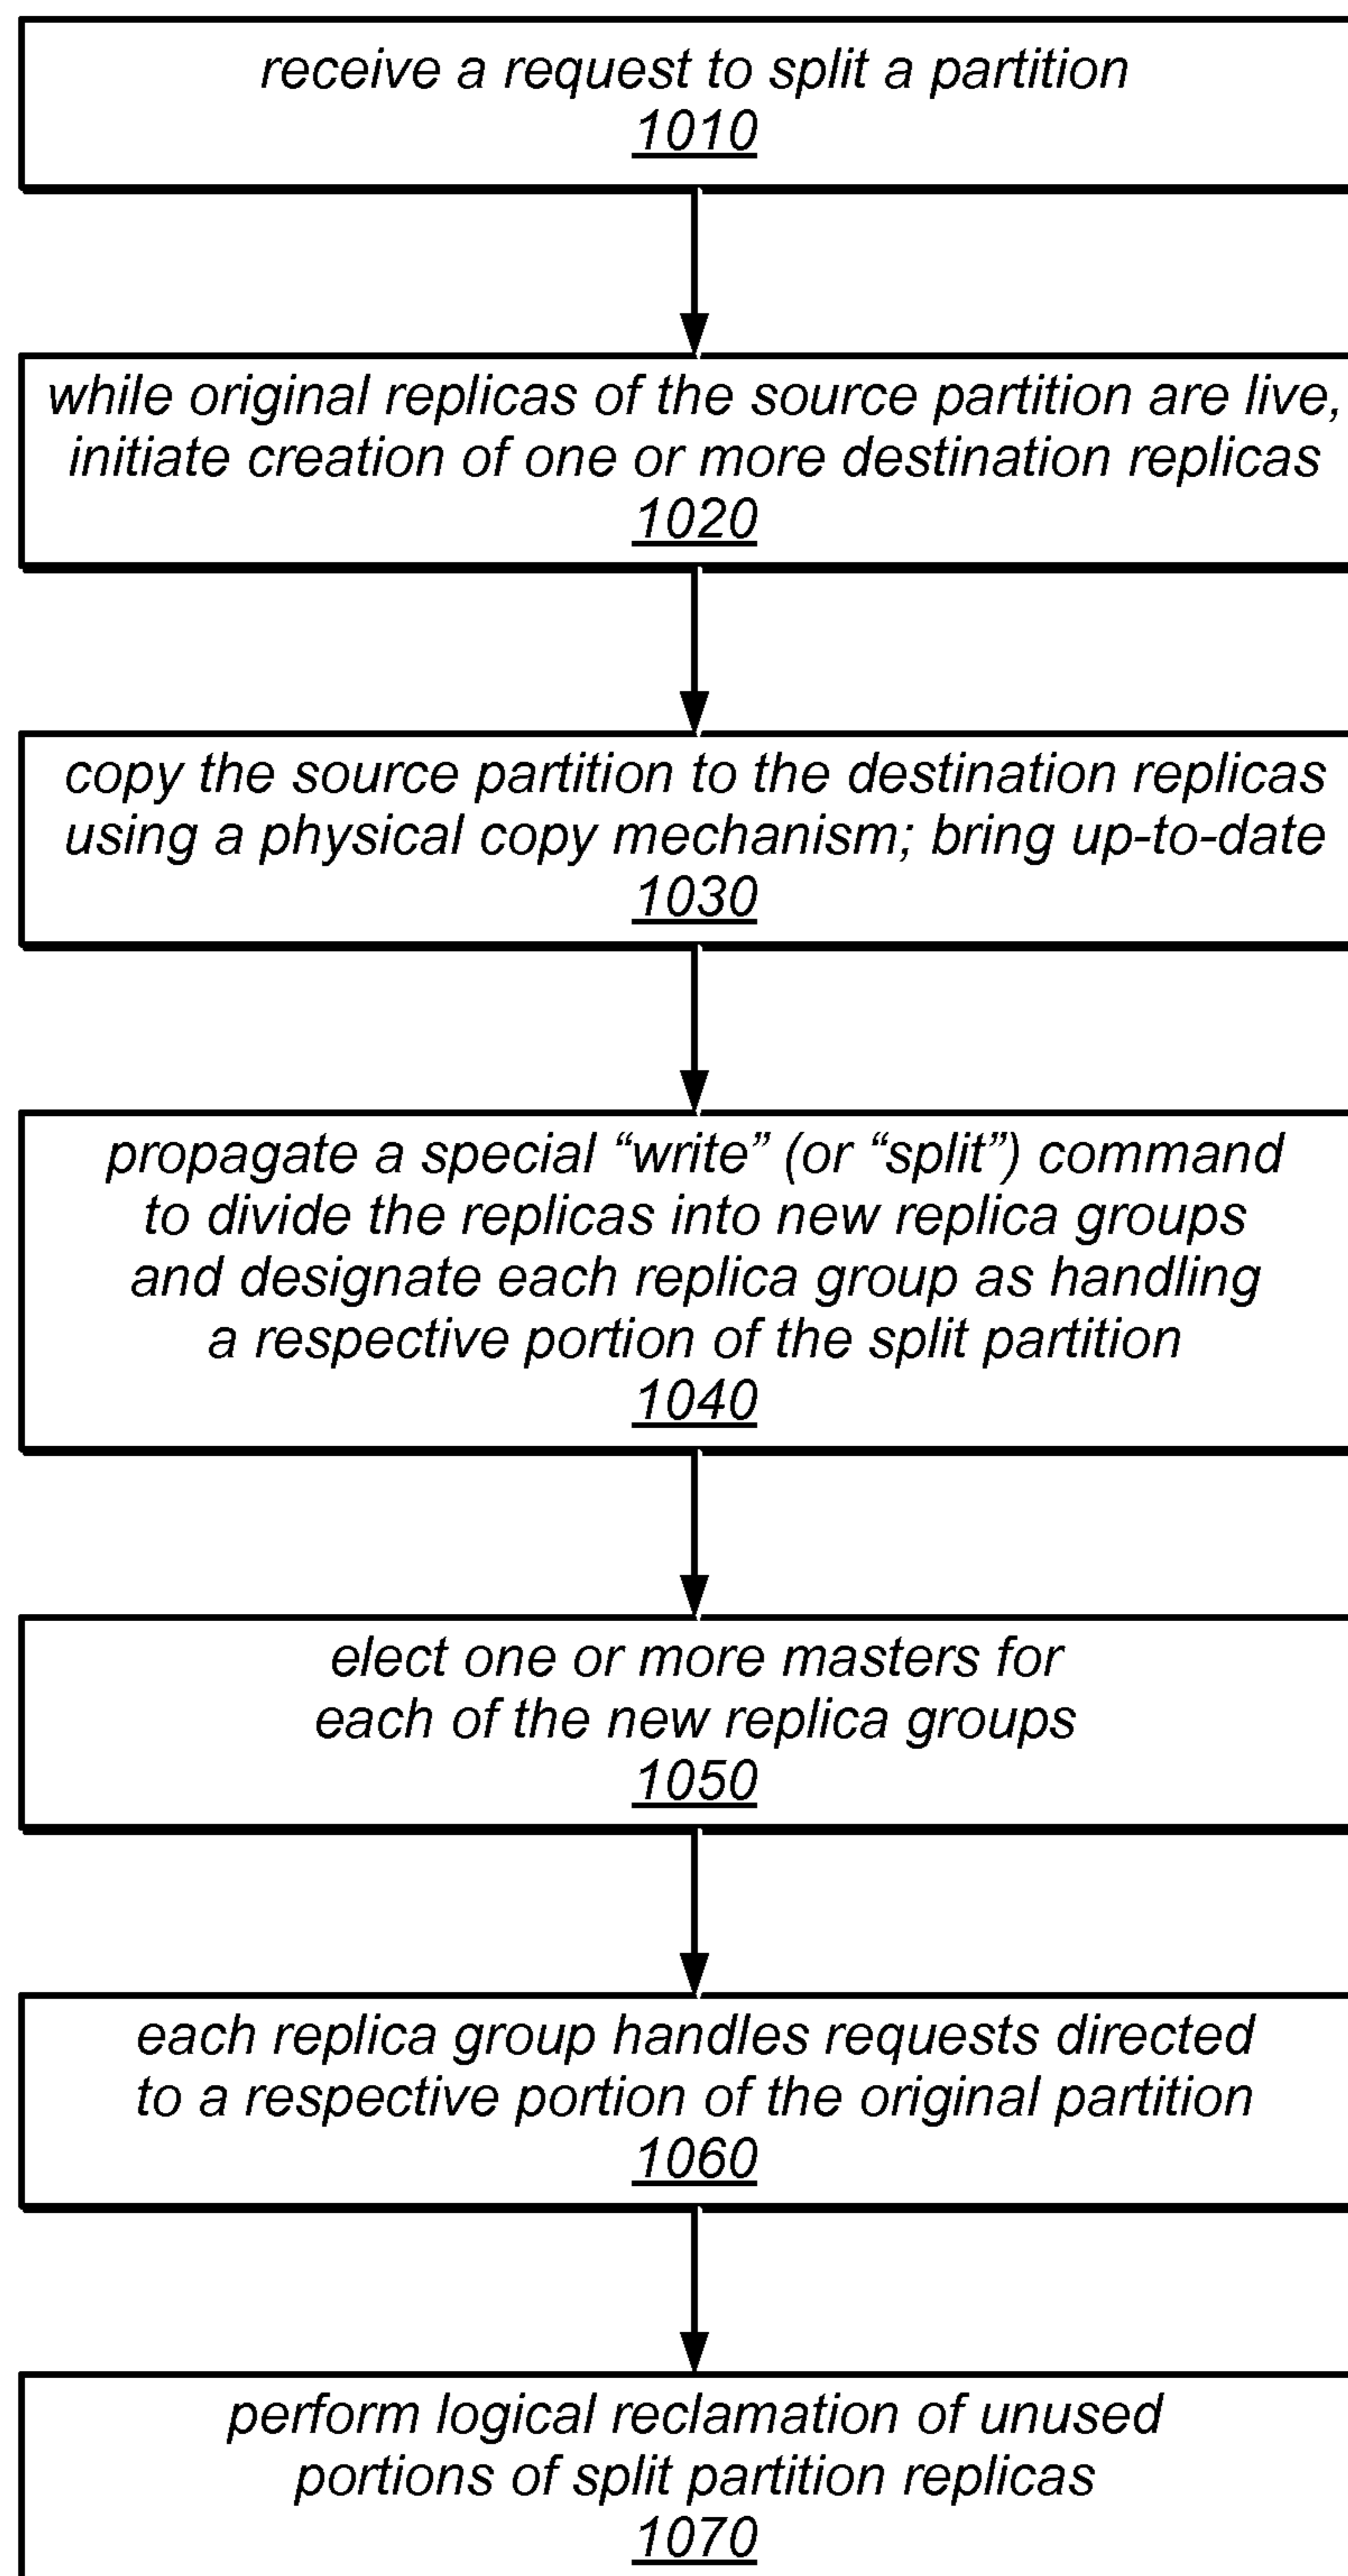 receive a request to split a partition
1010
while original replicas of the source partition are live,
initiate creation of one or more destination replicas
1020
copy the source partition to the destination replicas
using a physical copy mechanism; bring up-to-date
1030
propagate a special “write” (or “split”) command
to divide the replicas into new replica groups
and designate each replica group as handling
a respective portion of the split partition
1040
elect one or more masters for
each of the new replica groups
1050
each replica group handles requests directed
to a respective portion of the original partition
1060
perform logical reclamation of unused
portions of split partition replicas
1070